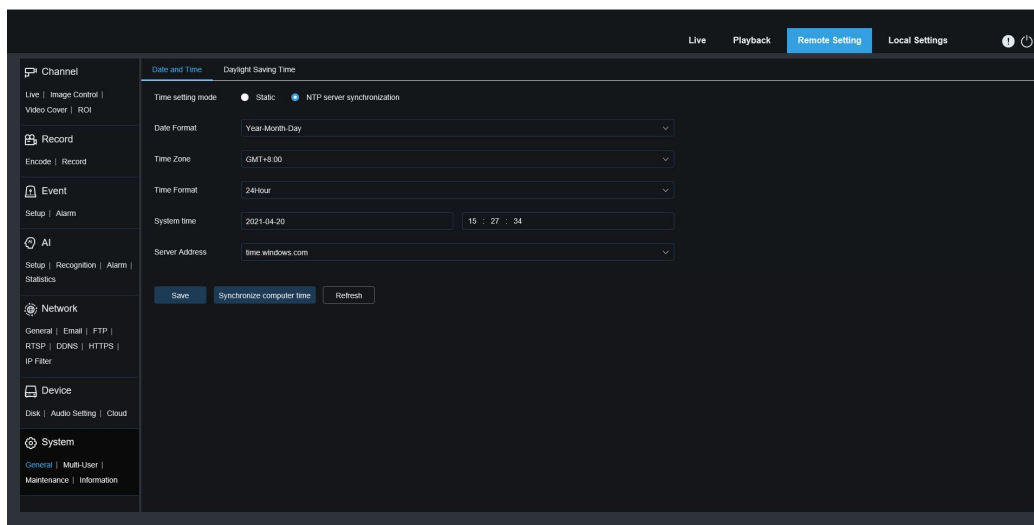 Live Playback Remote Setting Local Settings
Channel
Live | Image Control |
Video Cover | ROI
Record
Encode | Record
Event
Setup | Alarm
AI
Setup | Recognition | Alarm |
Statistics
Network
General | Email | FTP |
RTSP | DDNS | HTTPS |
IP Filter
Device
Disk | Audio Setting | Cloud
System
General | Multi-User |
Maintenance | Information
Date and Time Daylight Saving Time
Time setting mode Static NTP server synchronization
Date Format Year-Month-Day
Time Zone GMT+8:00
Time Format 24Hour
System time 2021-04-20 15 : 27 : 34
Server Address time.windows.com
Save Synchronize computer time Refresh